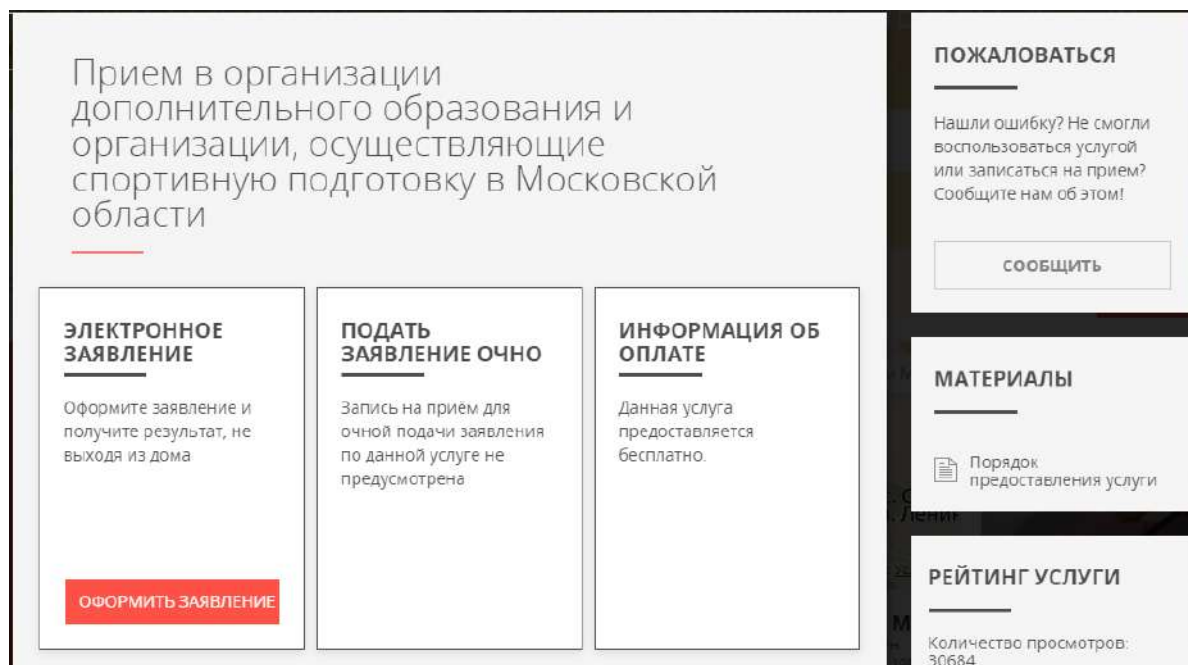 Прием в организации
дополнительного образования и
организации, осуществляющие
спортивную подготовку в Московской
области
ЭЛЕКТРОННОЕ
ЗАЯВЛЕНИЕ
Оформите заявление и
получите результат, не
выходя из дома
ОФОРМИТЬ ЗАЯВЛЕНИЕ
ПОДАТЬ
ЗАЯВЛЕНИЕ ОЧНО
Запись на приём для
очной подачи заявления
по данной услуге не
предусмотрена
ИНФОРМАЦИЯ ОБ
ОПЛАТЕ
Данная услуга
предоставляется
бесплатно.
ПОЖАЛОВАТЬСЯ
Нашли ошибку? Не смогли
воспользоваться услугой
или записаться на прием?
Сообщите нам об этом!
СООБЩИТЬ
МАТЕРИАЛЫ
Порядок
предоставления услуги
РЕЙТИНГ УСЛУГИ
Количество просмотров:
30684